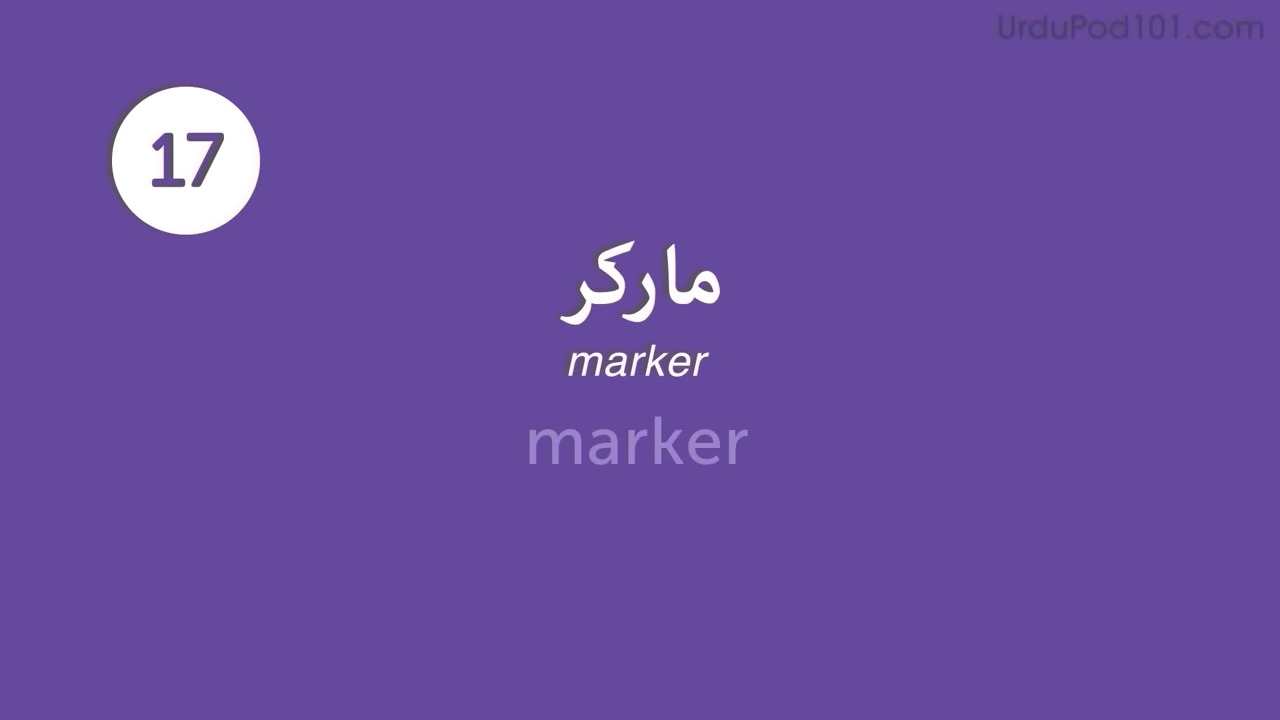 UrduPod101.com
17
مارکر
marker
marker